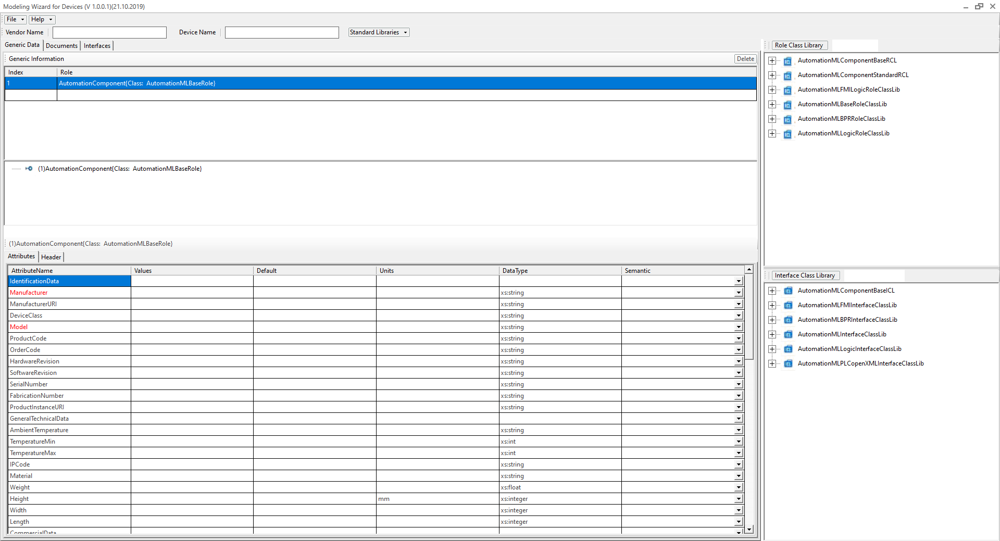 Modeling Wizard for Devices (V 1.0.0.1)(21.10.2019)
File Help
Vendor Name Device Name Standard Libraries
Generic Data Documents Interfaces
Generic Information Delete
Index Role
1 AutomationComponent{Class: AutomationMLBaseRole}
(1)AutomationComponent{Class: AutomationMLBaseRole}
(1)AutomationComponent{Class: AutomationMLBaseRole}
Attributes Header
AttributeName Values Default Units DataType Semantic
IdentificationData
Manufacturer xs:string
ManufacturerURI xs:string
DeviceClass xs:string
Model xs:string
ProductCode xs:string
OrderCode xs:string
HardwareRevision xs:string
SoftwareRevision xs:string
SerialNumber xs:string
FabricationNumber xs:string
ProductInstanceURI xs:string
GeneralTechnicalData
AmbientTemperature xs:string
TemperatureMin xs:int
TemperatureMax xs:int
IPCode xs:string
Material xs:string
Weight xs:float
Height mm xs:integer
Width xs:integer
Length xs:integer
CommercialData
Role Class Library
AutomationMLComponentBaseRCL
AutomationMLComponentStandardRCL
AutomationMLFMILogicRoleClassLib
AutomationMLBaseRoleClassLib
AutomationMLBPRRoleClassLib
AutomationMLLogicRoleClassLib
Interface Class Library
AutomationMLComponentBaseICL
AutomationMLFMIInterfaceClassLib
AutomationMLBPRInterfaceClassLib
AutomationMLInterfaceClassLib
AutomationMLLogicInterfaceClassLib
AutomationMLPLCopenXMLInterfaceClassLib